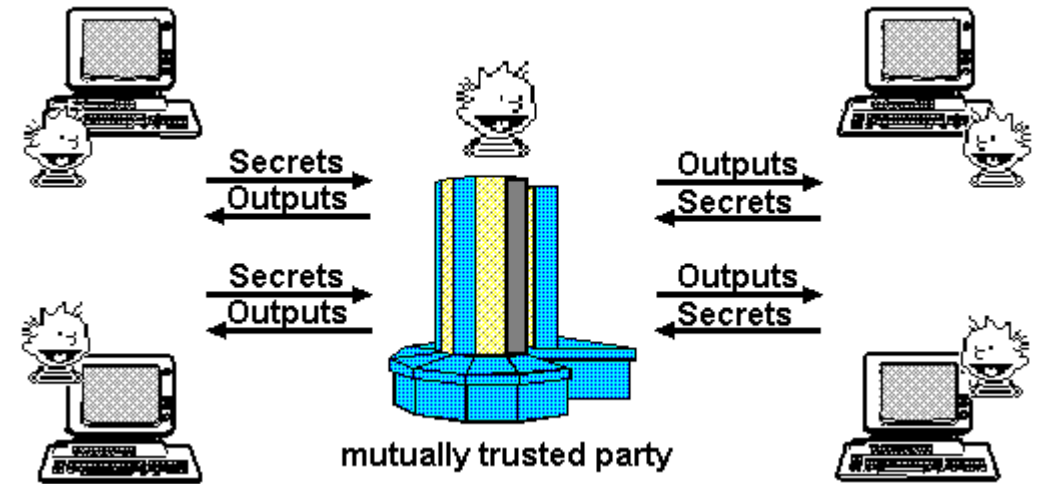 Secrets
Outputs
Outputs
Secrets
Secrets
Outputs
Outputs
Secrets
mutually trusted party